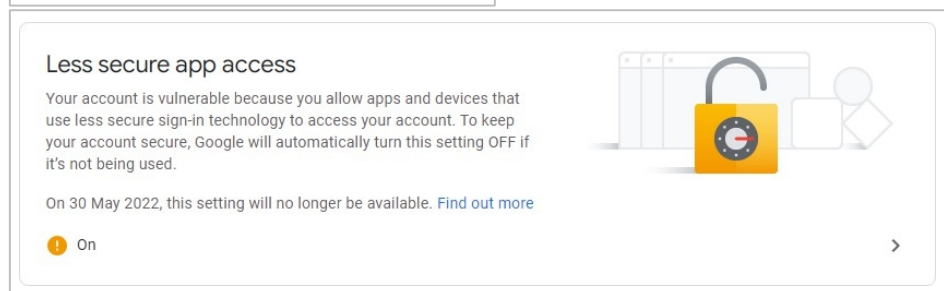 Less secure app access
Your account is vulnerable because you allow apps and devices that
use less secure sign-in technology to access your account. To keep
your account secure, Google will automatically turn this setting OFF if
it's not being used.
On 30 May 2022, this setting will no longer be available. Find out more
On